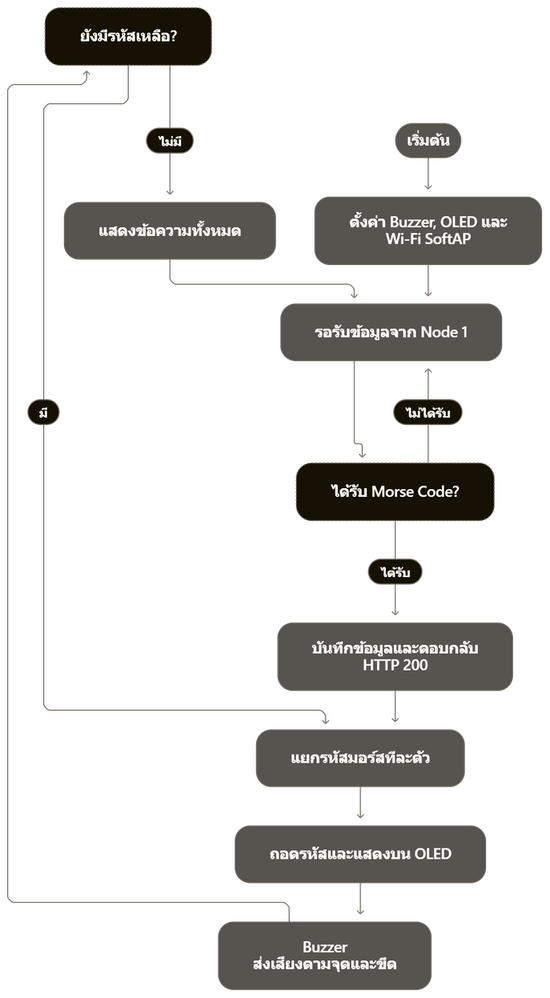 ยังมีรหัสเหลือ?
ไม่มี
เริ่มต้น
แสดงข้อความทั้งหมด
ตั้งค่า Buzzer, OLED และ
Wi-Fi SoftAP
รอรับข้อมูลจาก Node 1
มี
ไม่ได้รับ
ได้รับ Morse Code?
ได้รับ
บันทึกข้อมูลและตอบกลับ
HTTP 200
แยกรหัสมอร์สทีละตัว
ถอดรหัสและแสดงบน OLED
Buzzer
ส่งเสียงตามจุดและขีด